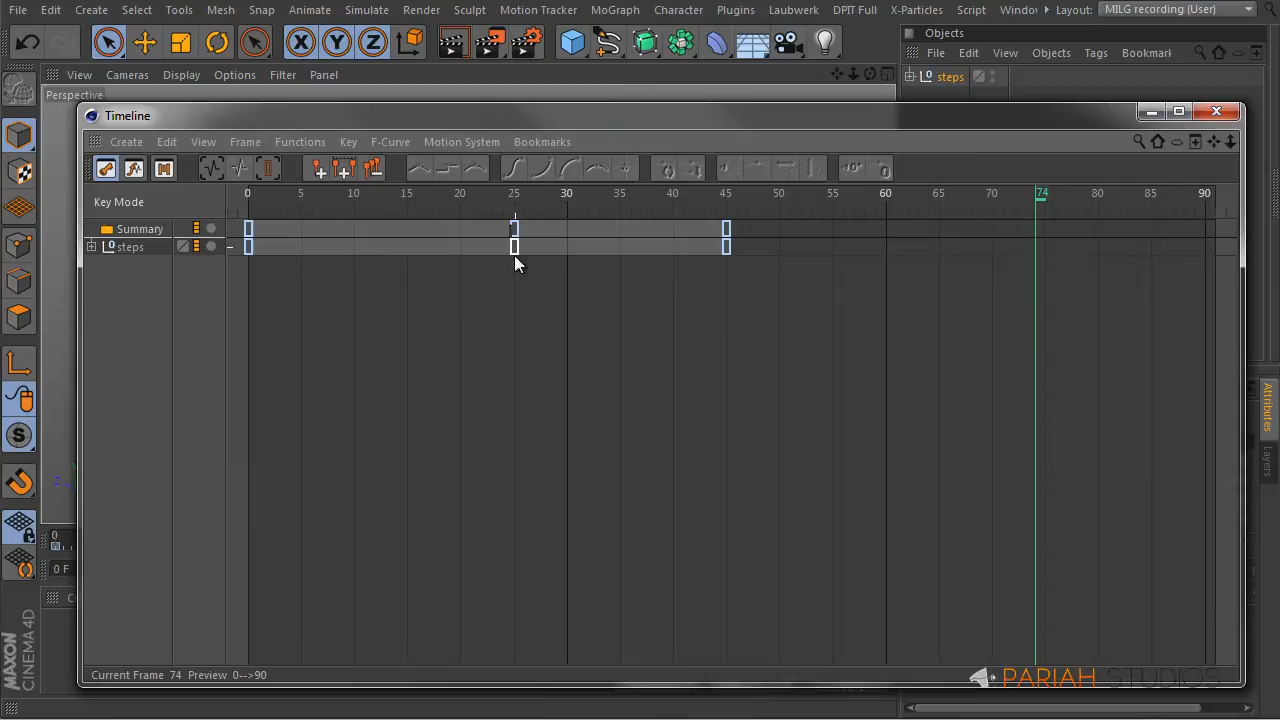 File Edit Create Select Tools Mesh Snap Animate Simulate Render Sculpt Motion Tracker MoGraph Character Plugins Laubwerk DPIT Full X-Particles Script Windo Layout: MILG recording (User)
X Y Z
Objects
File Edit View Objects Tags Bookmark
View Cameras Display Options Filter Panel
0 steps
Perspective
Timeline
Create Edit View Frame Functions Key F-Curve Motion System Bookmarks
Key Mode
0 5 10 15 20 25 30 35 40 45 50 55 60 65 70 74 80 85 90
Summary
0 steps
Attributes
Layers
S
Z
0
0 F
MAXON
CINEMA 4D
Current Frame 74 Preview 0-->90
PARIAH STUDIOS